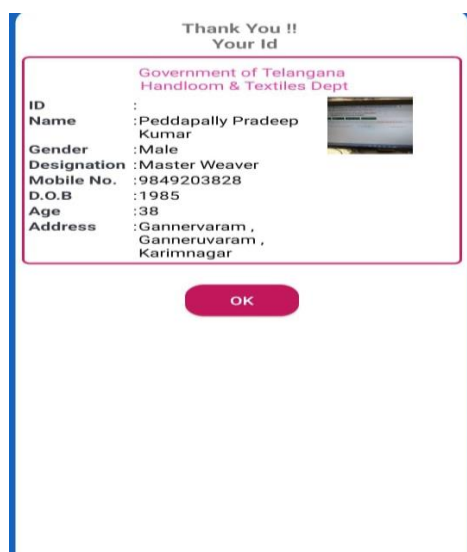 Thank You !!
Your Id
Government of Telangana
Handloom & Textiles Dept
ID :
Name :Peddapally Pradeep
Kumar
Gender :Male
Designation :Master Weaver
Mobile No. :9849203828
D.O.B :1985
Age :38
Address :Gannervaram ,
Ganneruvaram ,
Karimnagar
OK